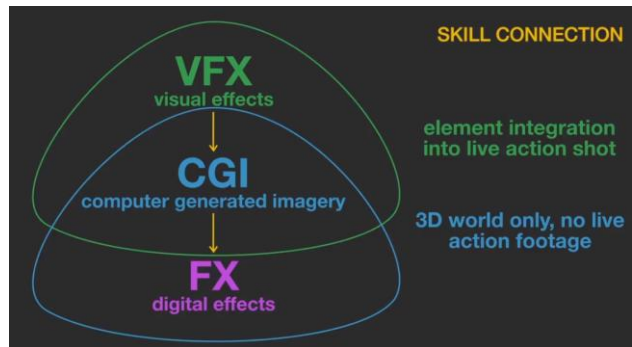 SKILL CONNECTION
VFX
visual effects
element integration
into live action shot
CGI
computer generated imagery
3D world only, no live
action footage
FX
digital effects